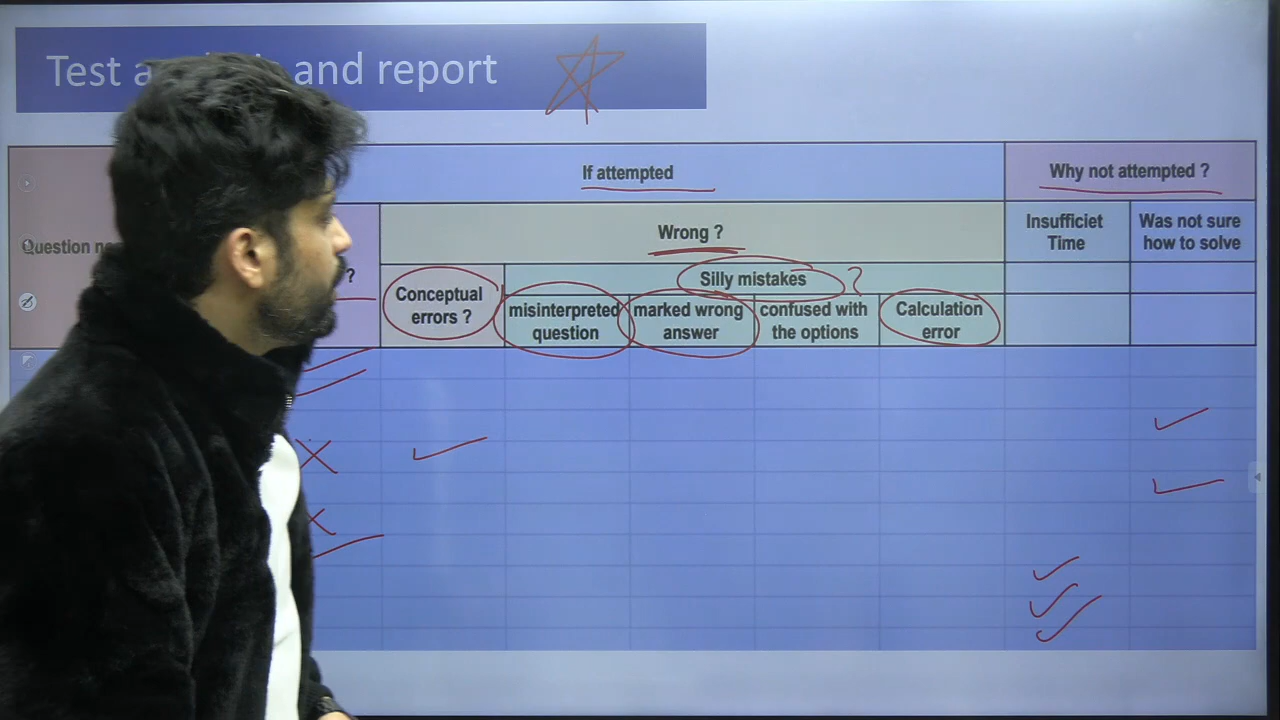 Test and report
If attempted
Why not attempted ?
Question
?
Wrong ?
Insufficiet
Time
Was not sure
how to solve
Conceptual
errors ?
Silly mistakes ?
misinterpreted
question
marked wrong
answer
confused with
the options
Calculation
error